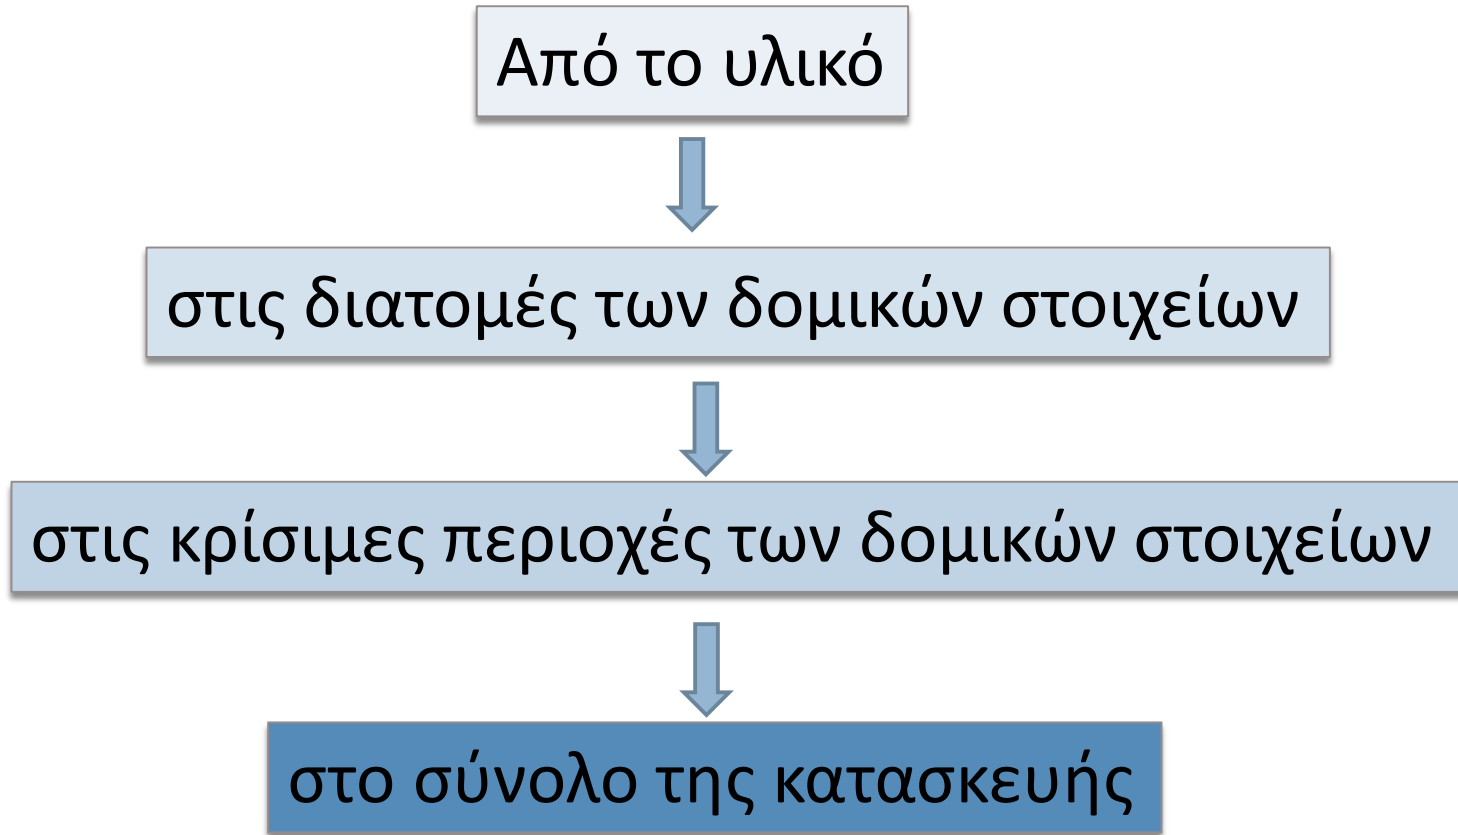 Από το υλικό
στις διατομές των δομικών στοιχείων
στις κρίσιμες περιοχές των δομικών στοιχείων
στο σύνολο της κατασκευής